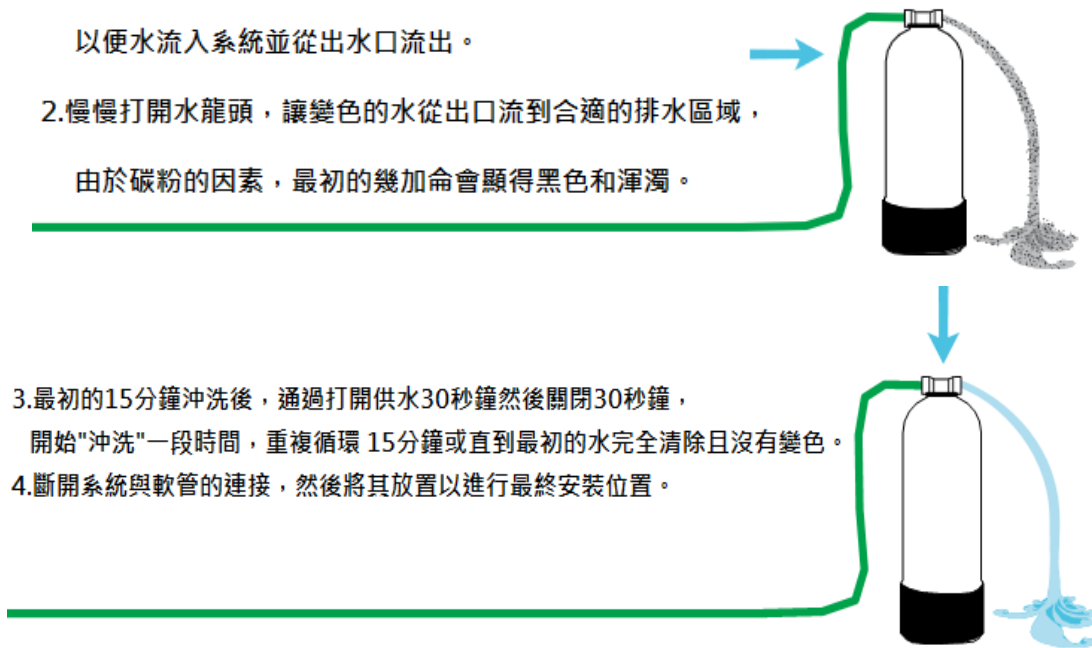 以便水流入系統並從出水口流出。
2.慢慢打開水龍頭，讓變色的水從出口流到合適的排水區域，
由於碳粉的因素，最初的幾加侖會顯得黑色和渾濁。
3.最初的15分鐘沖洗後，通過打開供水30秒鐘然後關閉30秒鐘，
開始"沖洗"一段時間，重複循環 15分鐘或直到最初的水完全清除且沒有變色。
4.斷開系統與軟管的連接，然後將其放置以進行最終安裝位置。